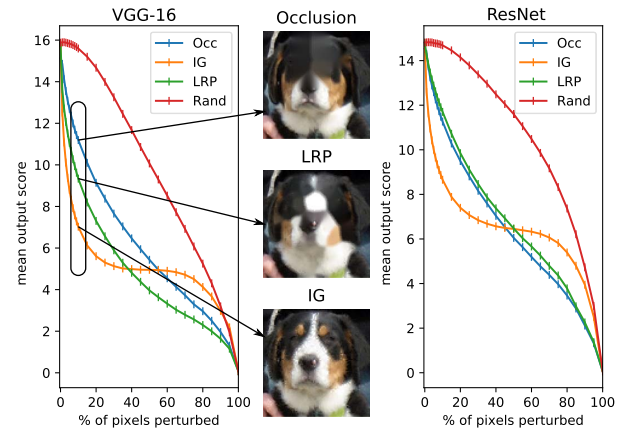 VGG-16
16
14
12
10
8
6
4
2
0
mean output score
Occ
IG
LRP
Rand
0 20 40 60 80 100
% of pixels perturbed
Occlusion
LRP
IG
ResNet
14
12
10
8
6
4
2
0
mean output score
Occ
IG
LRP
Rand
0 20 40 60 80 100
% of pixels perturbed